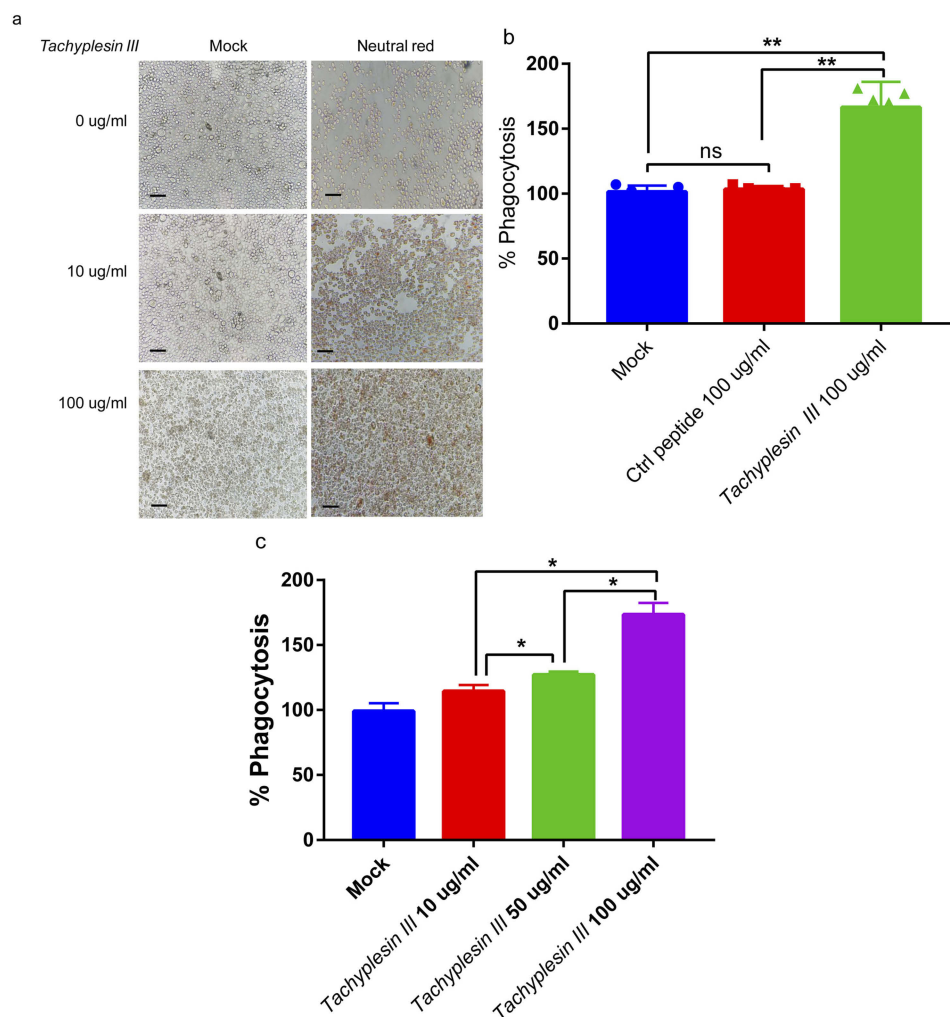 a
Tachyplesin III
Mock
Neutral red
0 ug/ml
10 ug/ml
100 ug/ml
b
% Phagocytosis
200
150
100
50
0
**
**
ns
Mock
Ctrl peptide 100 ug/ml
Tachyplesin III 100 ug/ml
c
% Phagocytosis
200
150
100
50
0
*
*
*
Mock
Tachyplesin III 10 ug/ml
Tachyplesin III 50 ug/ml
Tachyplesin III 100 ug/ml